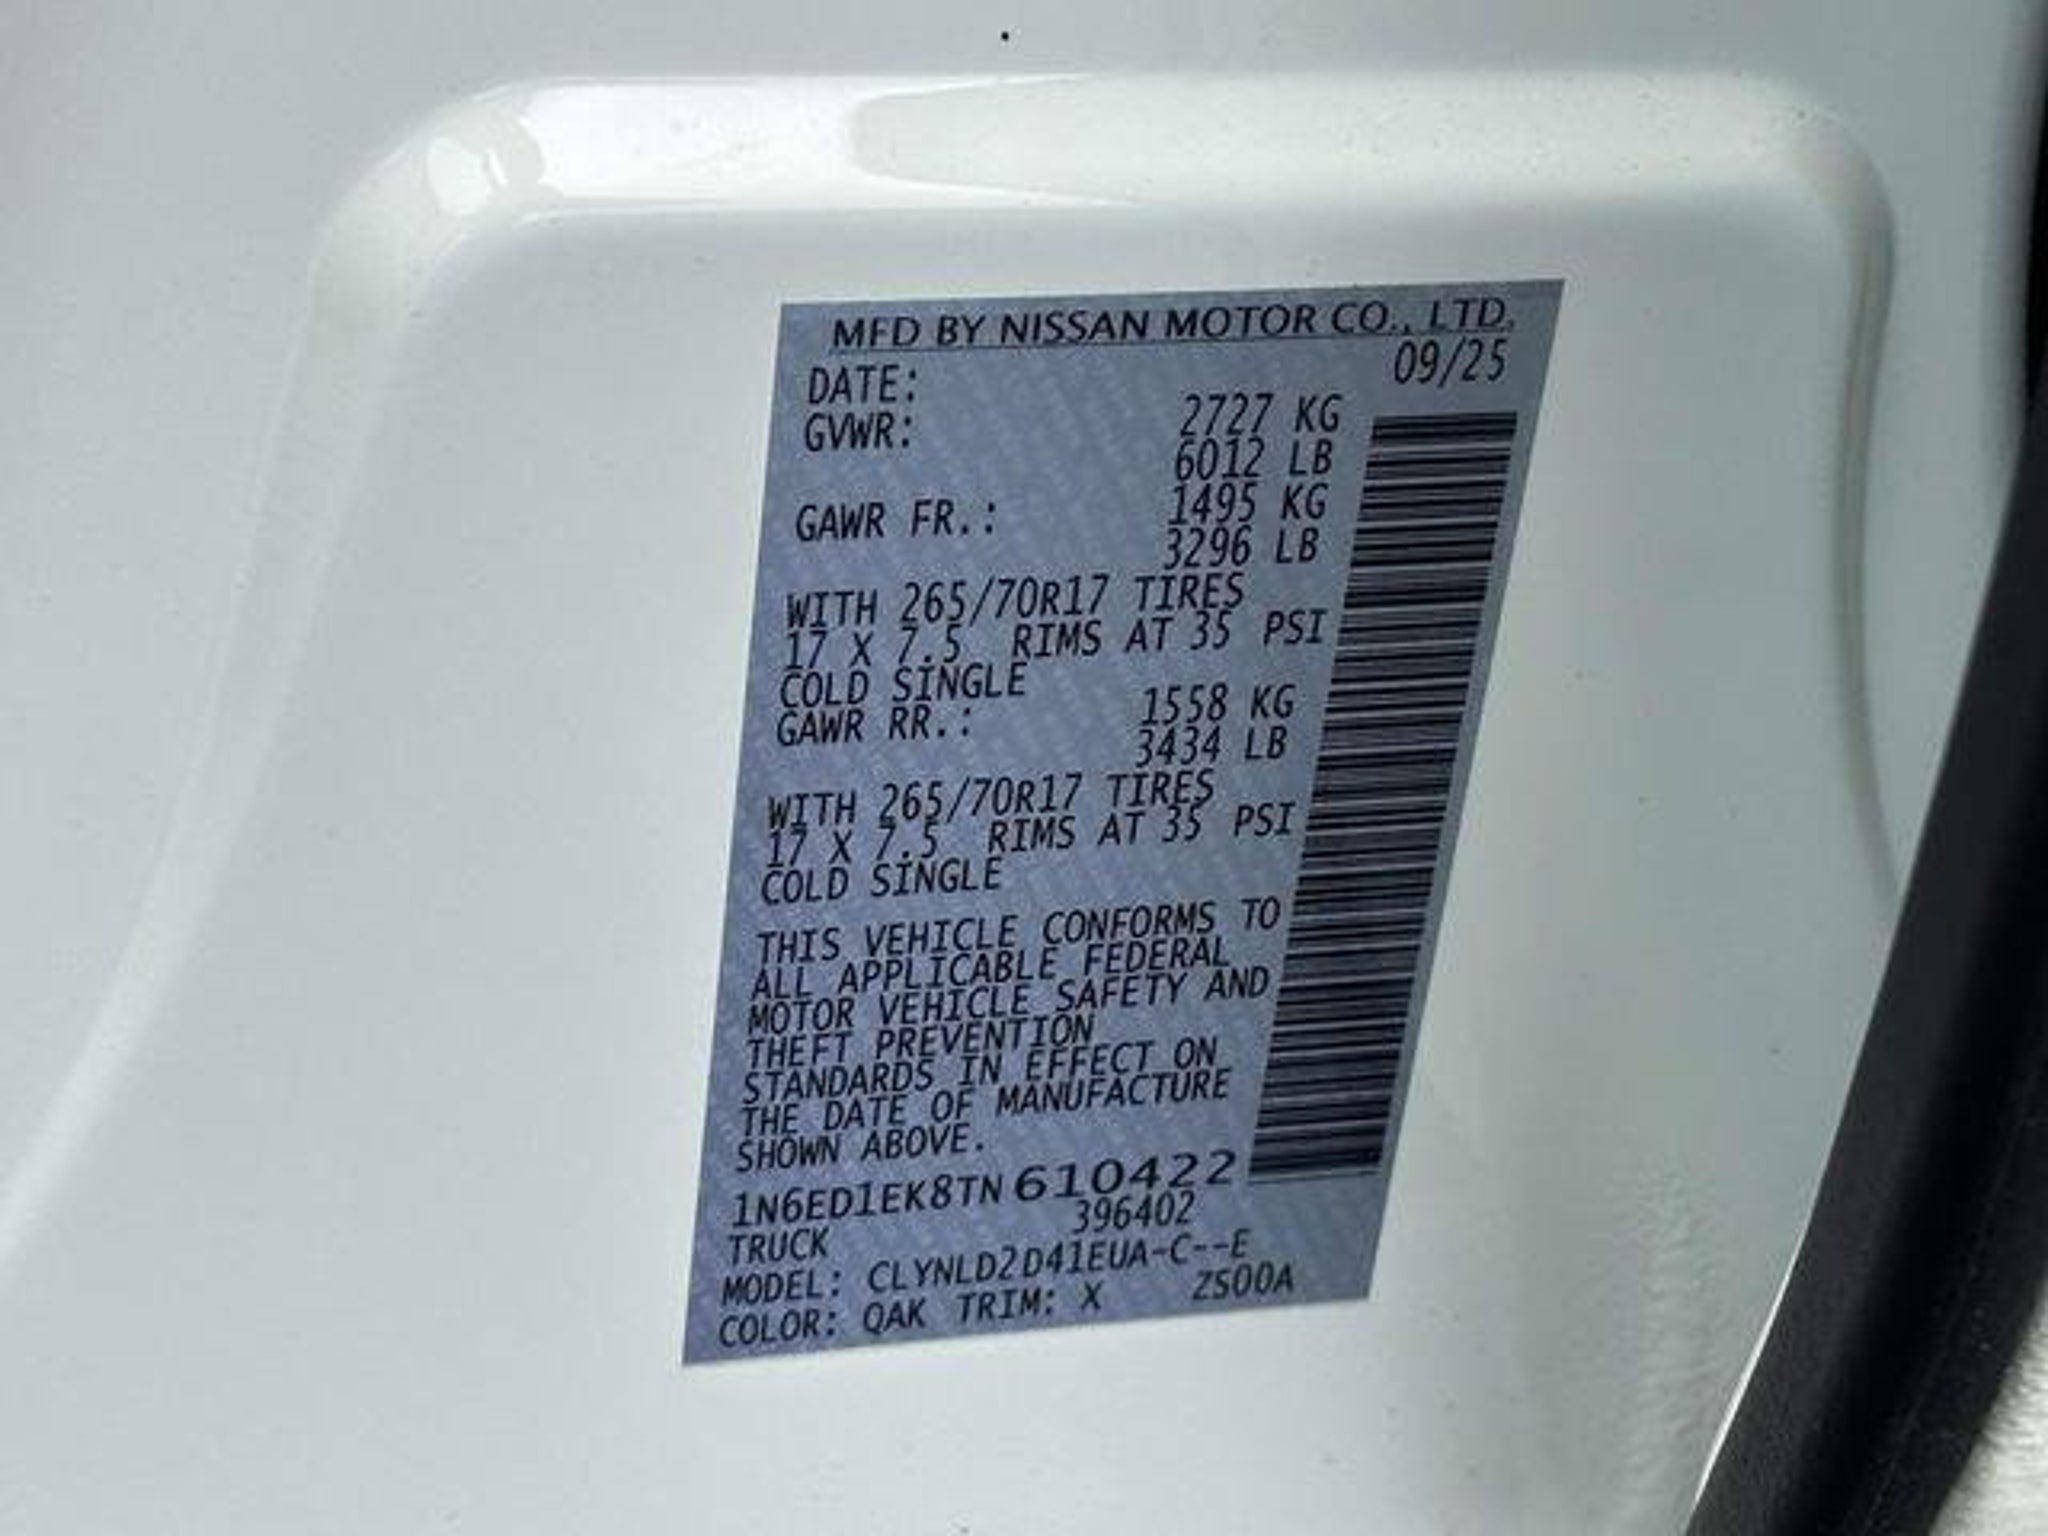 MFD BY NISSAN MOTOR CO., LTD.
DATE: 09/25
GVWR: 2727 KG
6012 LB
GAWR FR.: 1495 KG
3296 LB
WITH 265/70R17 TIRES
17 X 7.5 RIMS AT 35 PSI
COLD SINGLE
GAWR RR.: 1558 KG
3434 LB
WITH 265/70R17 TIRES
17 X 7.5 RIMS AT 35 PSI
COLD SINGLE
THIS VEHICLE CONFORMS TO
ALL APPLICABLE FEDERAL
MOTOR VEHICLE SAFETY AND
THEFT PREVENTION
STANDARDS IN EFFECT ON
THE DATE OF MANUFACTURE
SHOWN ABOVE.
1N6ED1EK8TN610422
TRUCK 396402
MODEL: CLYNLD2D41EUA-C--E
COLOR: QAK TRIM: X ZS00A